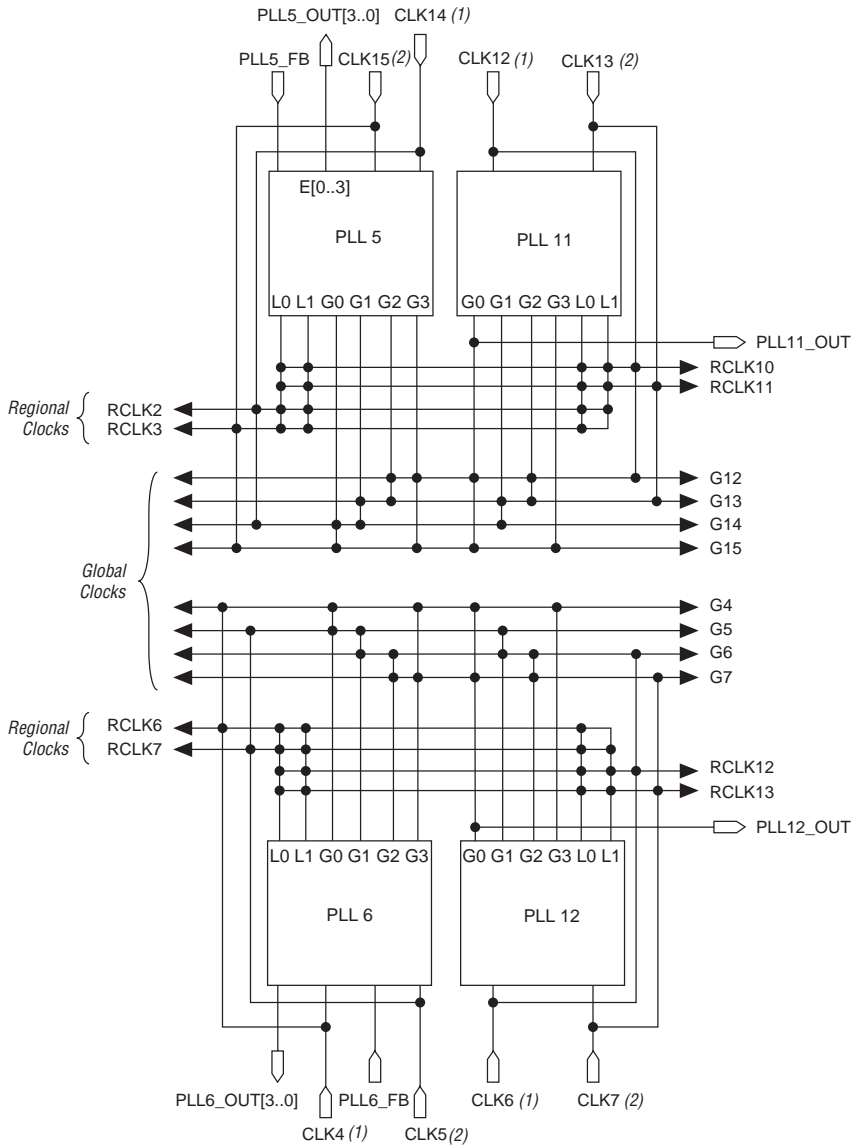 PLL5_OUT[3..0] CLK14 (1)
PLL5_FB CLK15 (2) CLK12 (1) CLK13 (2)
E[0..3]
PLL 5 PLL 11
L0 L1 G0 G1 G2 G3 G0 G1 G2 G3 L0 L1
PLL11_OUT
RCLK10
RCLK11
Regional Clocks
RCLK2
RCLK3
G12
G13
G14
G15
Global Clocks
G4
G5
G6
G7
Regional Clocks
RCLK6
RCLK7
RCLK12
RCLK13
PLL12_OUT
L0 L1 G0 G1 G2 G3 G0 G1 G2 G3 L0 L1
PLL 6 PLL 12
PLL6_OUT[3..0] PLL6_FB CLK6 (1) CLK7 (2)
CLK4 (1) CLK5 (2)